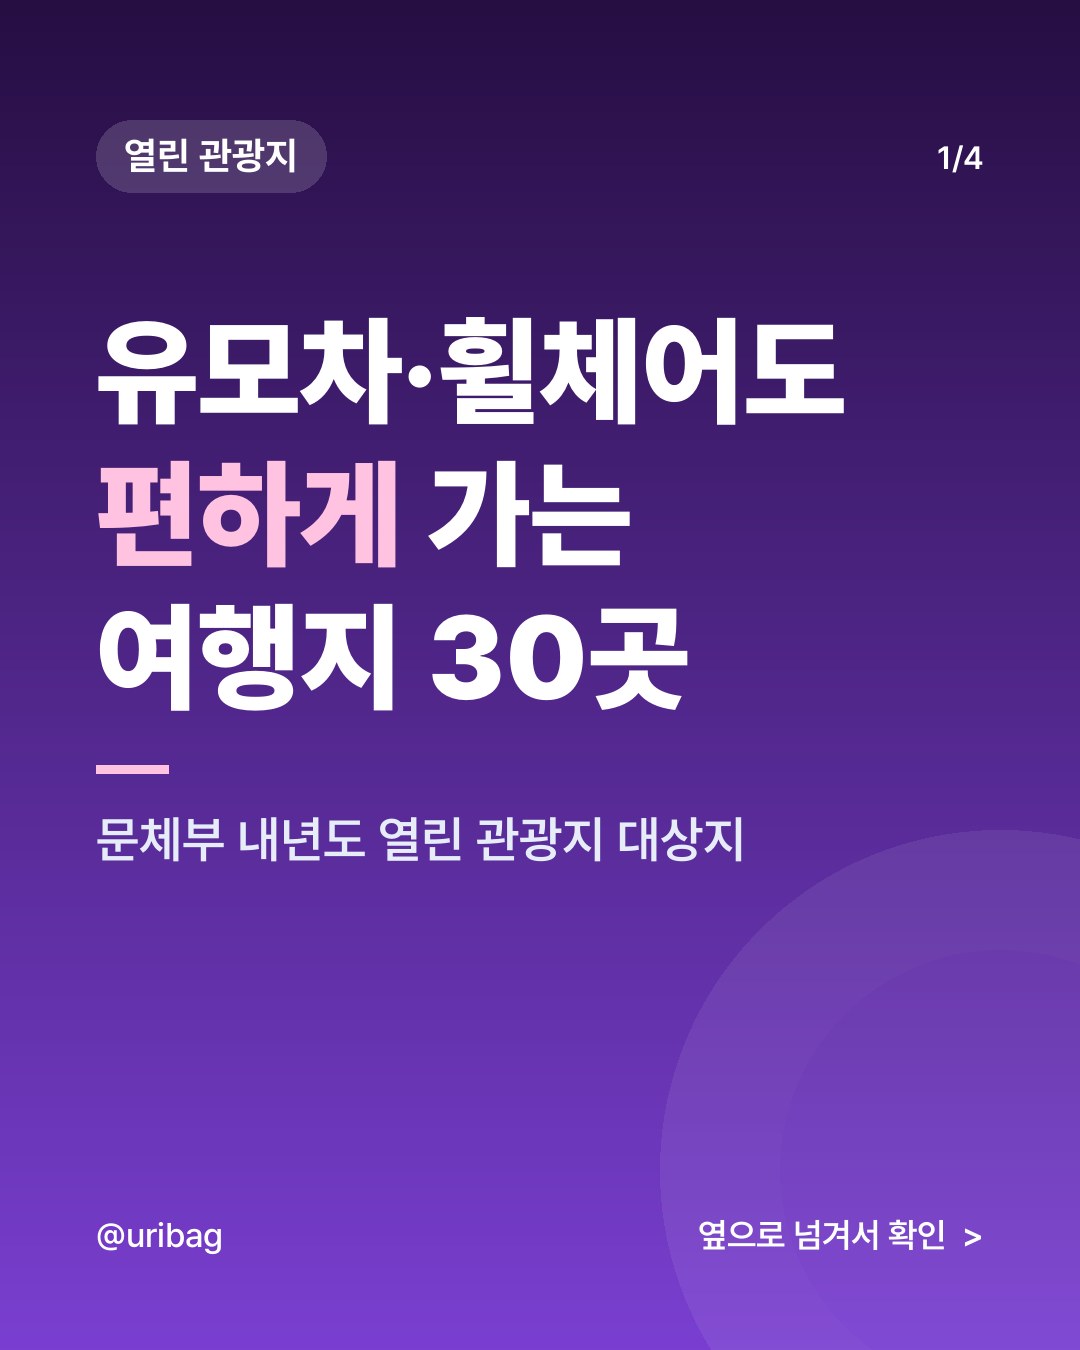 열린 관광지
1/4
유모차·휠체어도
편하게 가는
여행지 30곳
문체부 내년도 열린 관광지 대상지
@uribag
옆으로 넘겨서 확인 >